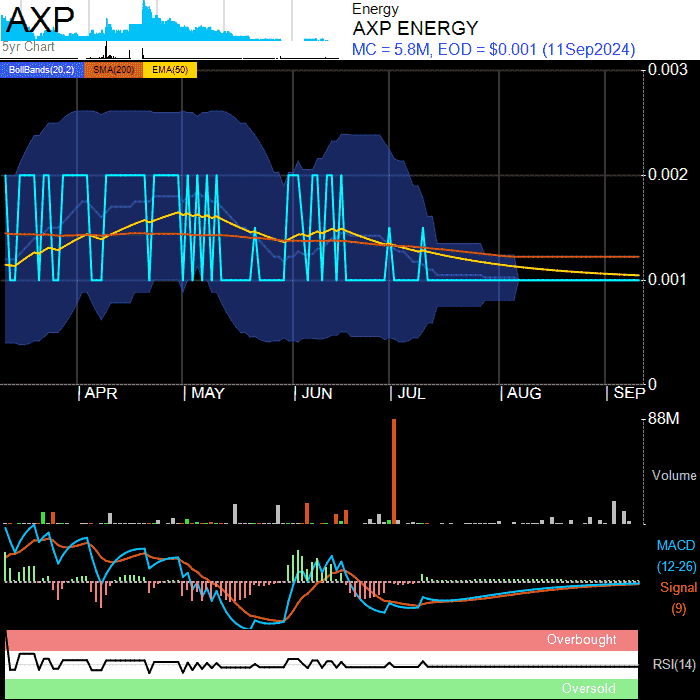 AXP
5yr Chart
Energy
AXP ENERGY
MC = 5.8M, EOD = $0.001 (11Sep2024)
BollBands(20,2) SMA(200) EMA(50)
0.003
0.002
0.001
0
APR MAY JUN JUL AUG SEP
88M
Volume
MACD
(12-26)
Signal
(9)
Overbought
RSI(14)
Oversold